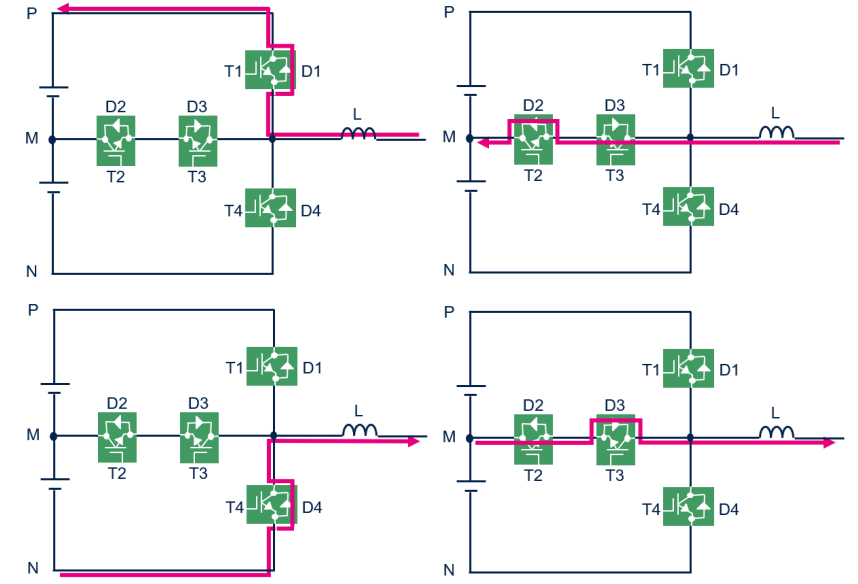 P
T1 D1
D2 D3 L
M
T2 T3
T4 D4
N
P
T1 D1
D2 D3 L
M
T2 T3
T4 D4
N
P
T1 D1
D2 D3 L
M
T2 T3
T4 D4
N
P
T1 D1
D2 D3 L
M
T2 T3
T4 D4
N